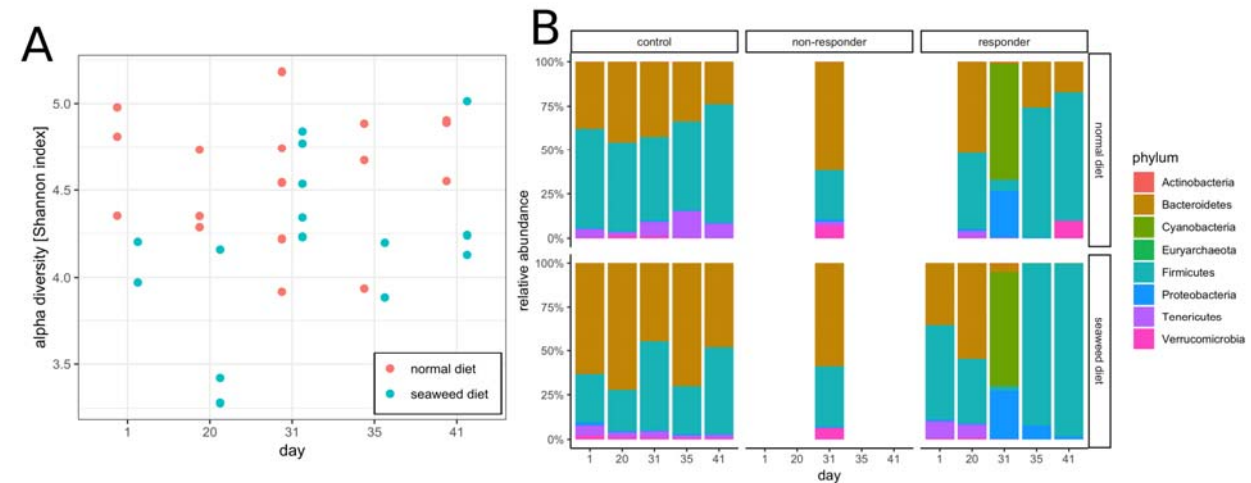 A
alpha diversity [Shannon index]
5.0
4.5
4.0
3.5
1
20
31
35
41
day
normal diet
seaweed diet
B
control
non-responder
responder
relative abundance
100%
75%
50%
25%
0%
normal diet
100%
75%
50%
25%
0%
seaweed diet
1 20 31 35 41
1 20 31 35 41
1 20 31 35 41
day
phylum
Actinobacteria
Bacteroidetes
Cyanobacteria
Euryarchaeota
Firmicutes
Proteobacteria
Tenericutes
Verrucomicrobia